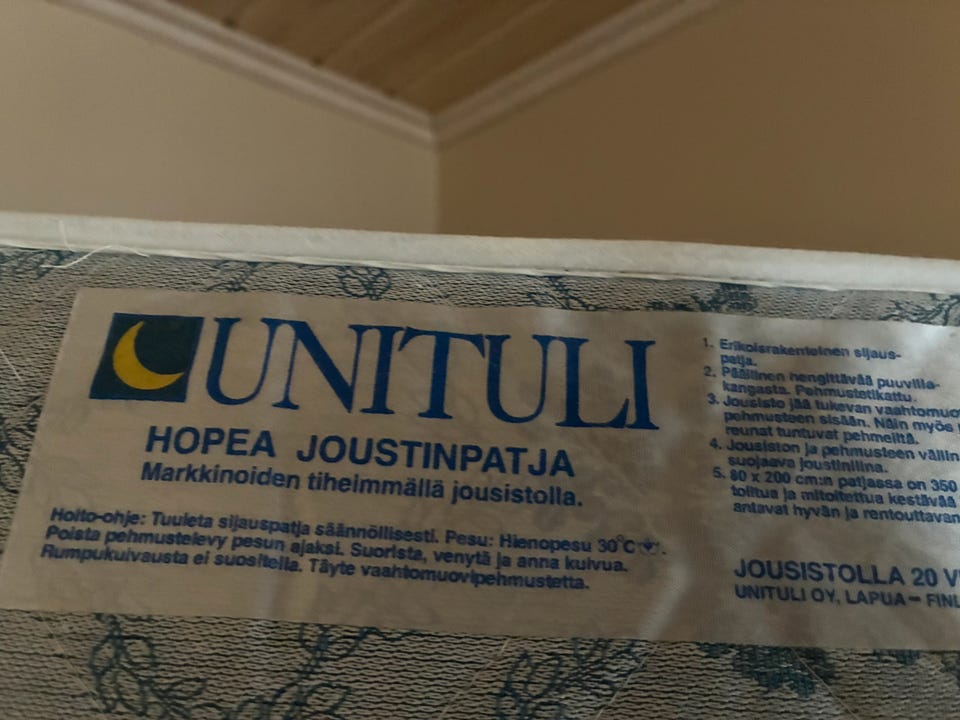 UNITULI
HOPEA JOUSTINPATJA
Markkinoiden tiheimmällä jousistolla.
Hoito-ohje: Tuuleta sijauspatja säännöllisesti. Pesu: Hienopesu 30°C
Poista pehmustelevy pesun ajaksi. Suorista, venytä ja anna kuivua.
Rumpukuivausta ei suositella. Täyte vaahtomuovipehmustetta.
1. Erikoisrakenteinen sijaus-
patja.
2. Päällinen hengittävää puuvilla-
kangasta. Pehmustetikattu.
3. Jousisto jää tukevan vaahtomuo
pehmusteen sisään. Näin myös
reunat tuntuvat pehmeiltä.
4. Jousiston ja pehmusteen välin
suojaava joustinliina.
5. 80 x 200 cm:n patjassa on 350
toitua ja mitoitettua kestävää
antavat hyvän ja rentouttavan
JOUSISTOLLA 20 V
UNITULI OY, LAPUA – FINL